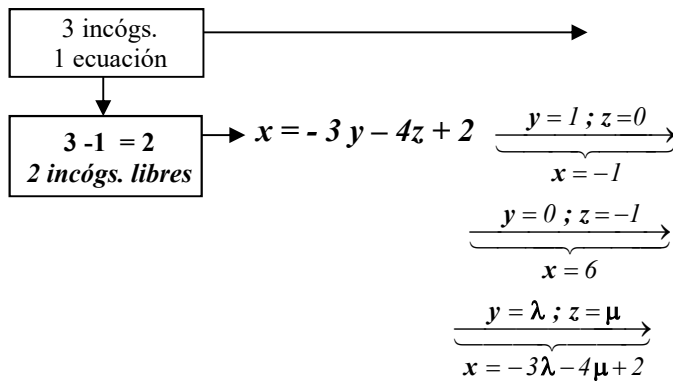 3 incógs.
1 ecuación
3 -1 = 2
2 incógs. libres
x = - 3 y – 4z + 2
y = 1 ; z = 0
x = −1
y = 0 ; z = −1
x = 6
y = λ ; z = μ
x = −3λ − 4μ + 2